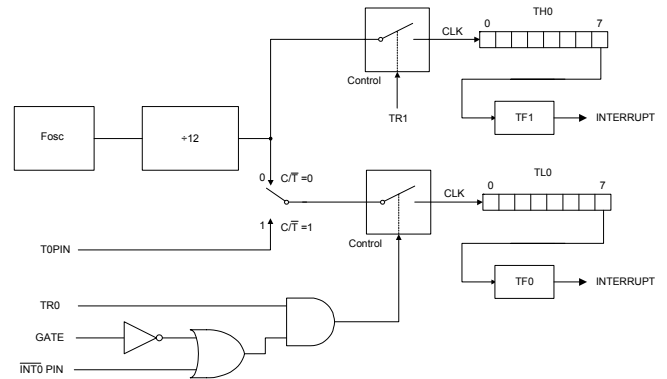 TH0
0 7
CLK
Control
TR1
TF1
INTERRUPT
Fosc
÷12
0 C/T̅ =0
1 C/T̅ =1
T0PIN
TL0
0 7
CLK
Control
TF0
INTERRUPT
TR0
GATE
I̅N̅T̅0̅ PIN